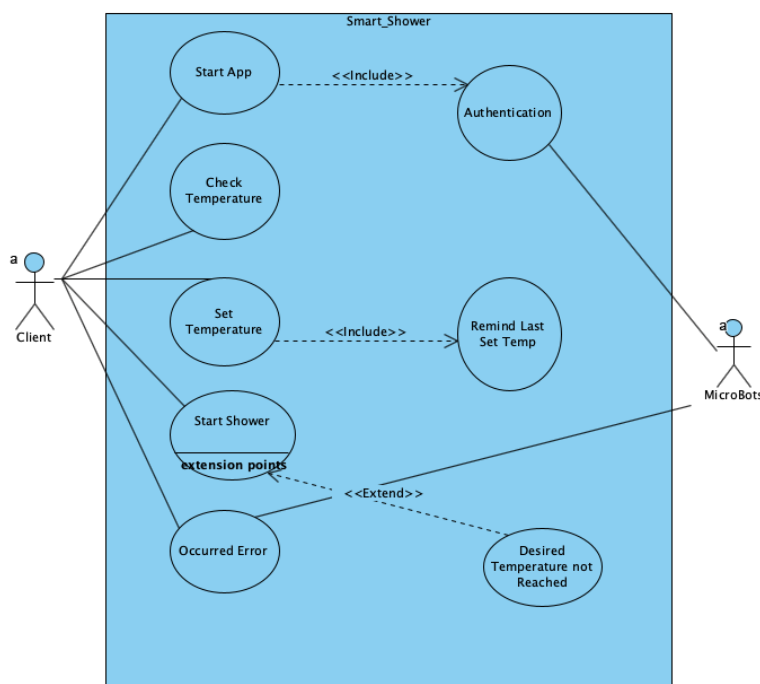 Smart_Shower
Start App
<<Include>>
Authentication
Check
Temperature
a
Client
Set
Temperature
<<Include>>
Remind Last
Set Temp
a
MicroBots
Start Shower
extension points
<<Extend>>
Occurred Error
Desired
Temperature not
Reached